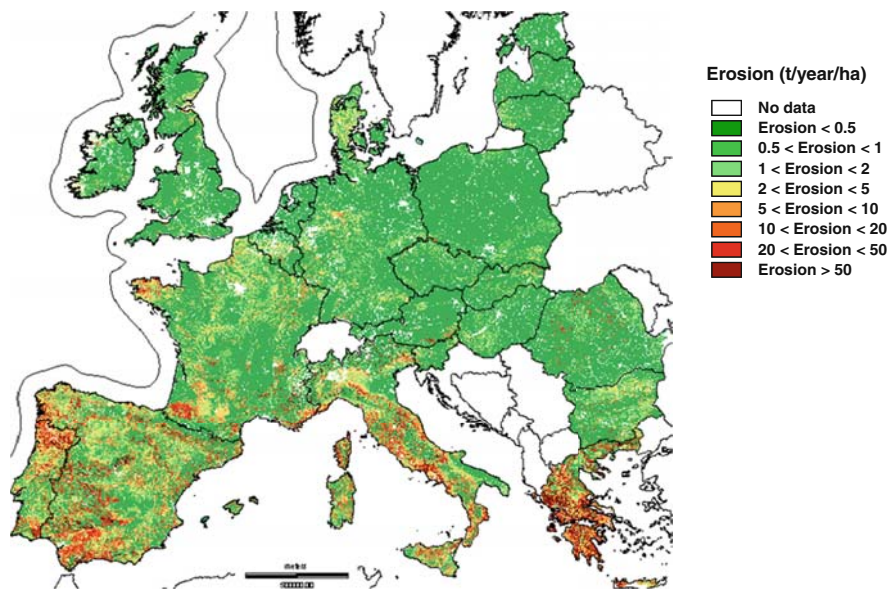 Erosion (t/year/ha)
No data
Erosion < 0.5
0.5 < Erosion < 1
1 < Erosion < 2
2 < Erosion < 5
5 < Erosion < 10
10 < Erosion < 20
20 < Erosion < 50
Erosion > 50